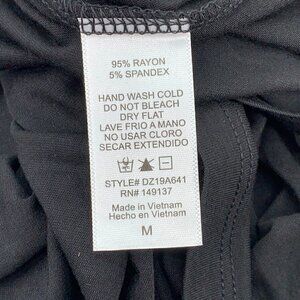 95% RAYON
5% SPANDEX
HAND WASH COLD
DO NOT BLEACH
DRY FLAT
LAVE FRIO A MANO
NO USAR CLORO
SECAR EXTENDIDO
STYLE# DZ19A641
RN# 149137
Made in Vietnam
Hecho en Vietnam
M